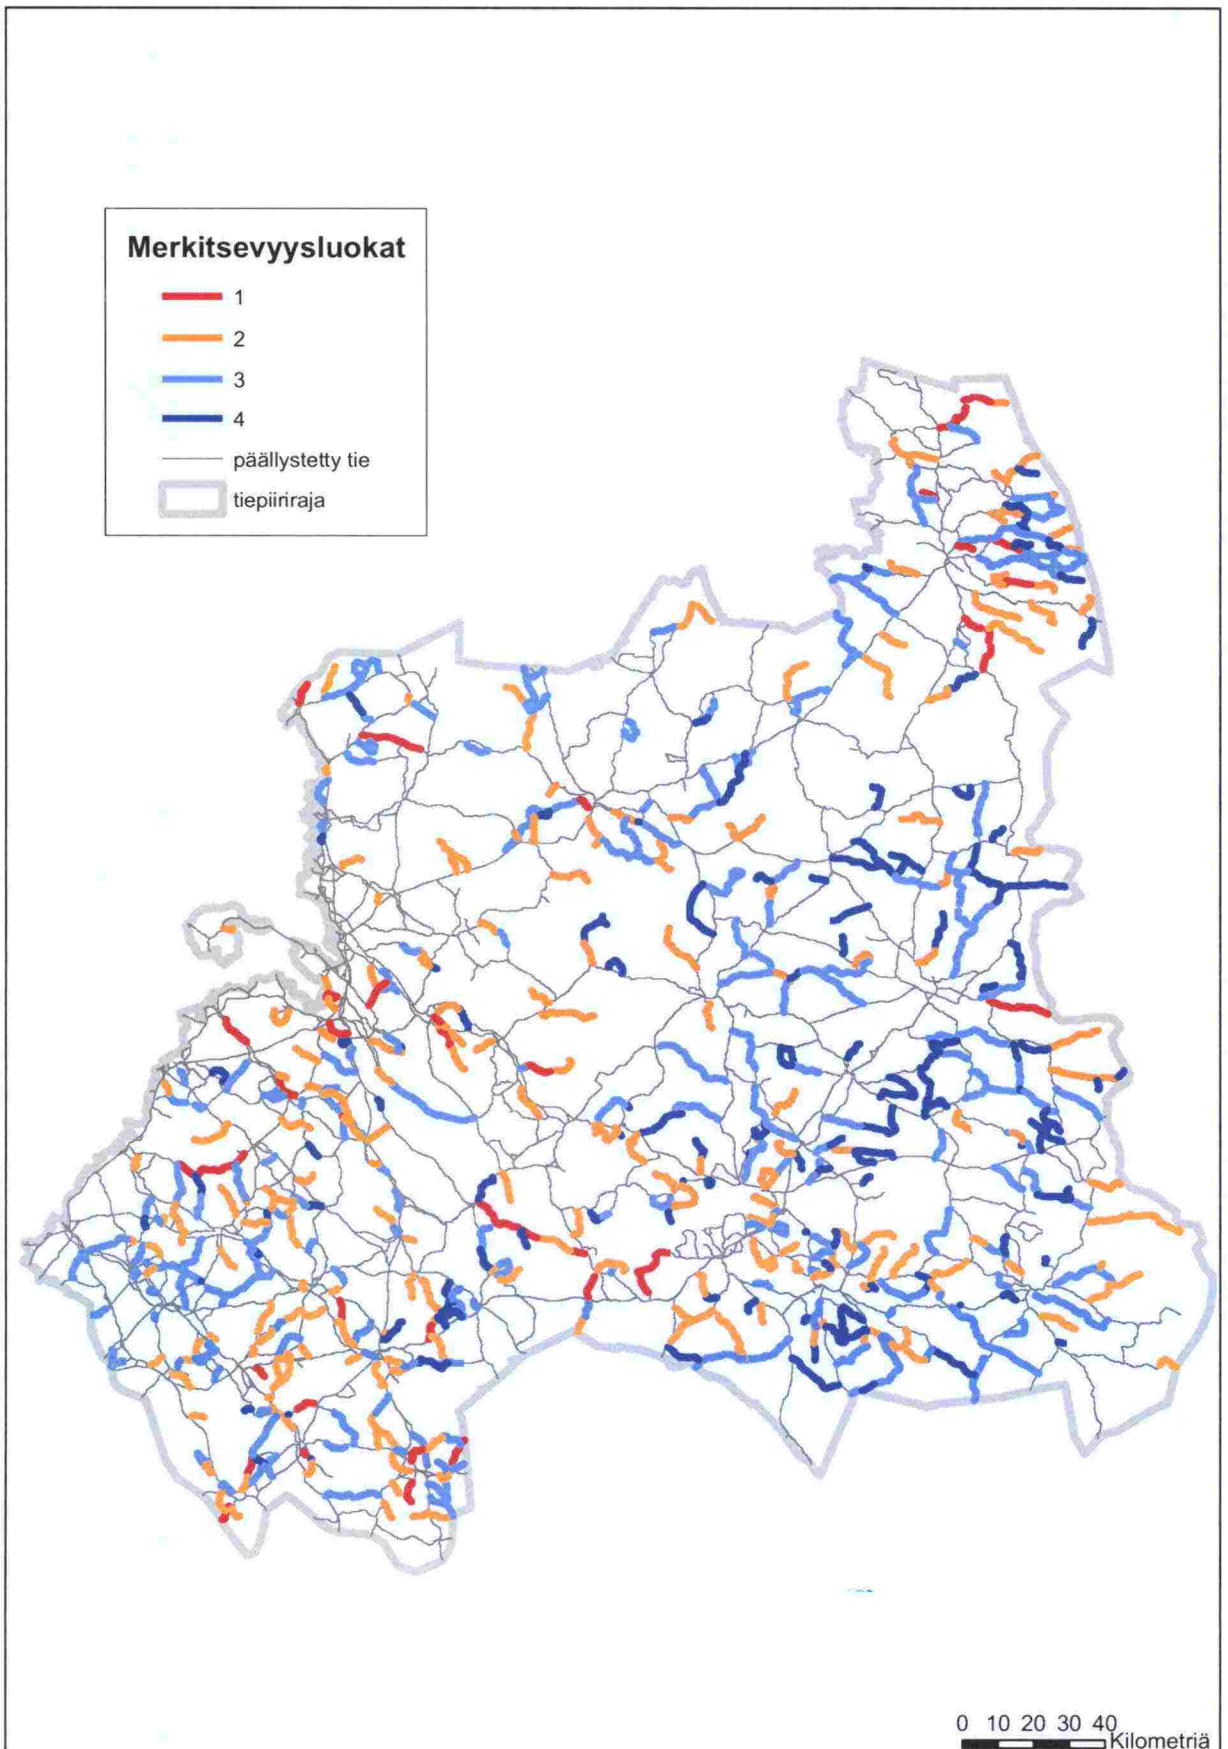 Merkitsevyysluokat
1
2
3
4
päällystetty tie
tiepiiriraja
0 10 20 30 40
Kilometriä